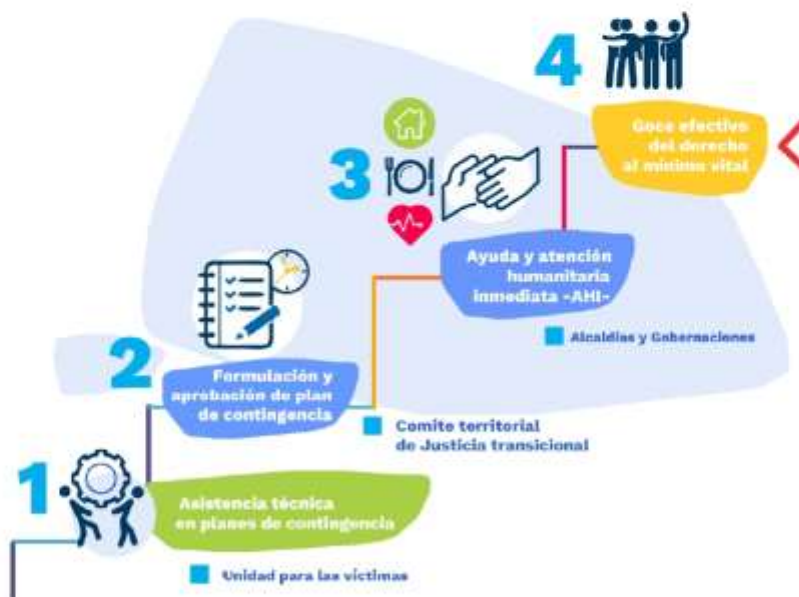 4
Goce efectivo
del derecho
al mínimo vital
3
Ayuda y atención
humanitaria
inmediata -AHI-
Alcaldías y Gobernaciones
2
Formulación y
aprobación de plan
de contingencia
Comite territorial
de Justicia transicional
1
Asistencia técnica
en planes de contingencia
Unidad para las víctimas